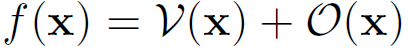 f(𝐱) = 𝒱(𝐱) + 𝒪(𝐱)